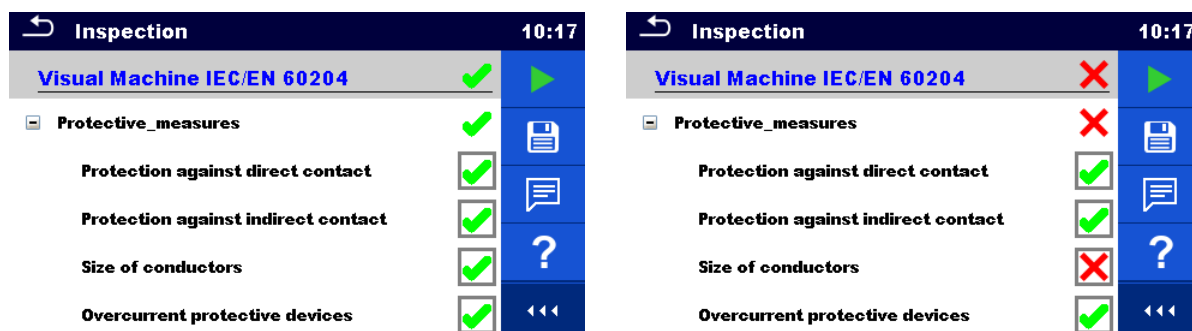 Inspection 10:17
Visual Machine IEC/EN 60204
Protective_measures
Protection against direct contact
Protection against indirect contact
Size of conductors
Overcurrent protective devices
?
Inspection 10:17
Visual Machine IEC/EN 60204
Protective_measures
Protection against direct contact
Protection against indirect contact
Size of conductors
Overcurrent protective devices
?